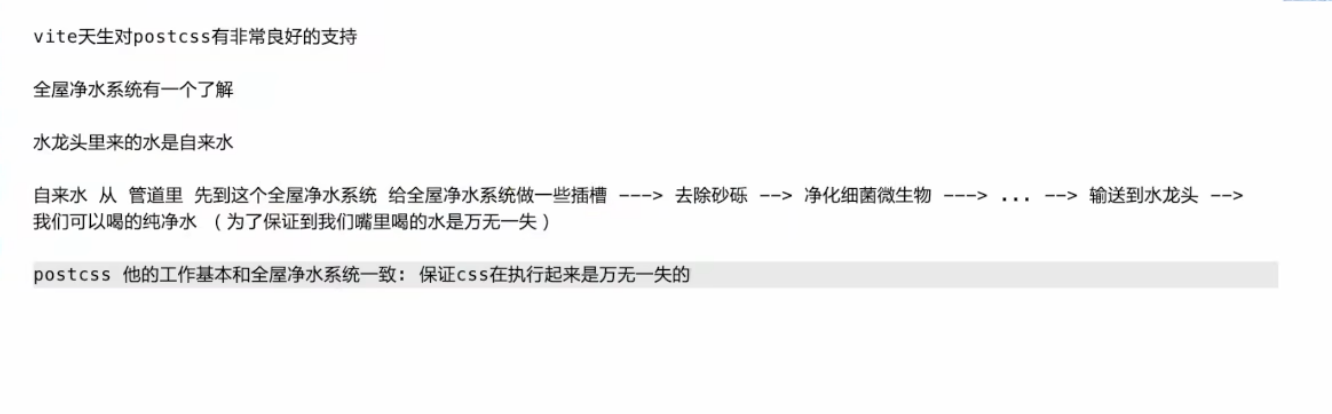 vite天生对postcss有非常良好的支持
全屋净水系统有一个了解
水龙头里来的水是自来水
自来水 从 管道里 先到这个全屋净水系统 给全屋净水系统做一些插槽 ---> 去除砂砾 --> 净化细菌微生物 ---> ... --> 输送到水龙头 -->
我们可以喝的纯净水 （为了保证到我们嘴里喝的水是万无一失）
postcss 他的工作基本和全屋净水系统一致: 保证css在执行起来是万无一失的